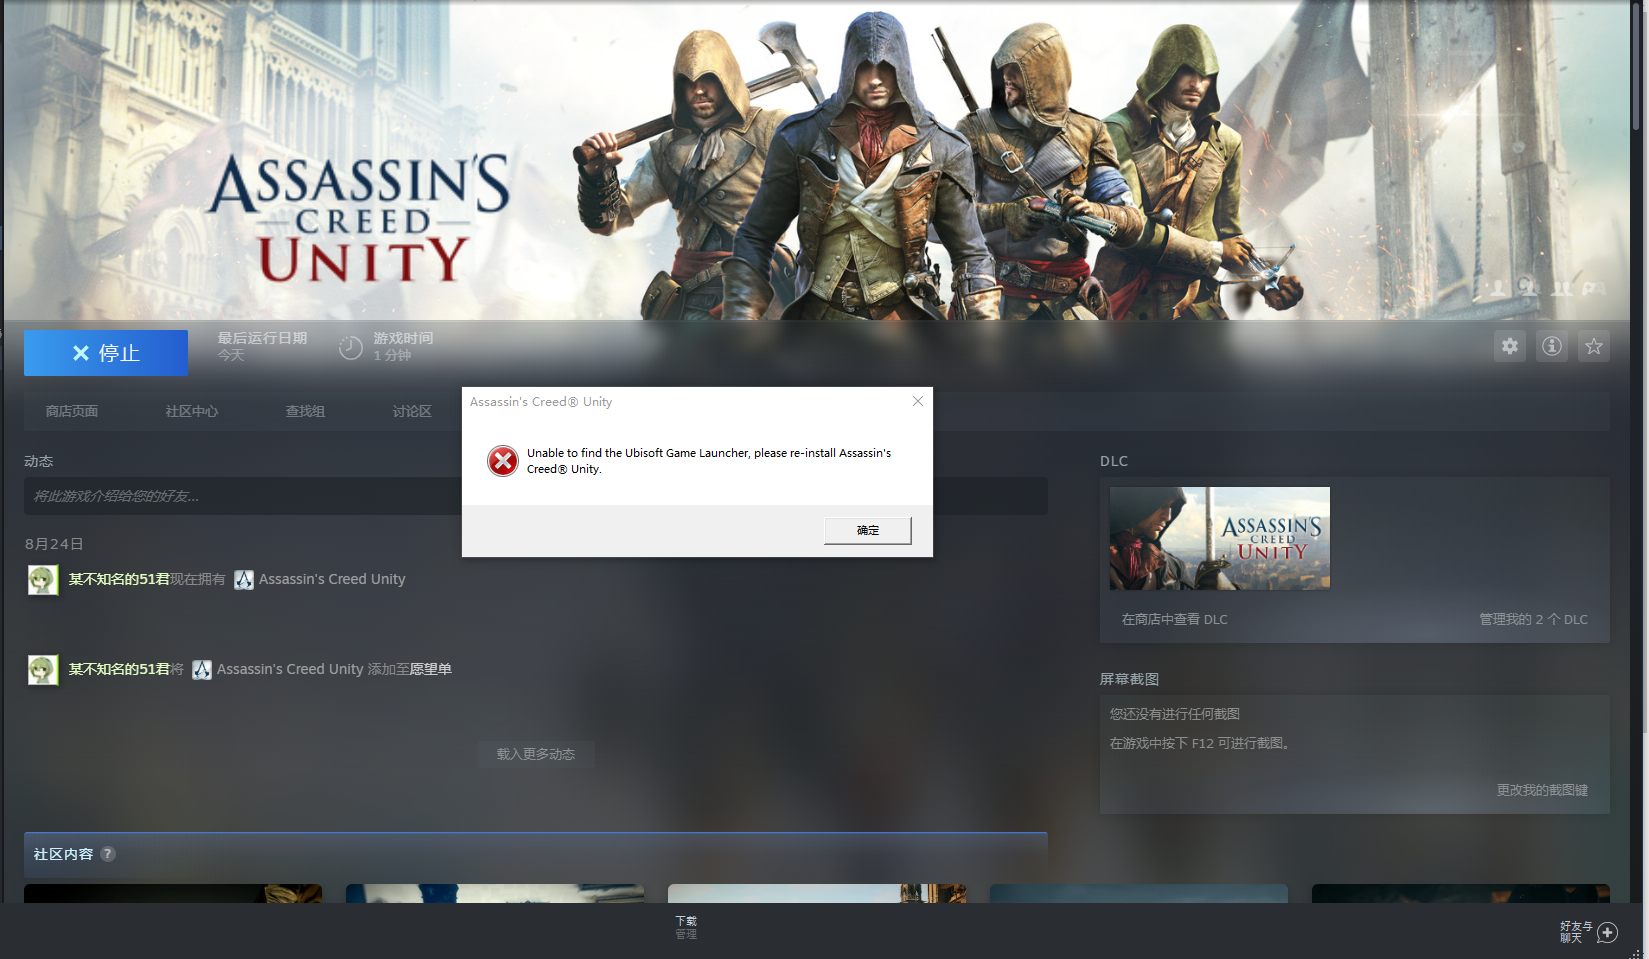 ASSASSIN'S
CREED
UNITY
停止
最后运行日期
今天
游戏时间
1 分钟
商店页面
社区中心
查找组
讨论区
Assassin's Creed® Unity
Unable to find the Ubisoft Game Launcher, please re-install Assassin's
Creed® Unity.
确定
动态
将此游戏介绍给您的好友...
8月24日
某不知名的51君现在拥有 Assassin's Creed Unity
某不知名的51君将 Assassin's Creed Unity 添加至愿望单
载入更多动态
DLC
ASSASSIN'S
CREED
UNITY
在商店中查看 DLC
管理我的 2 个 DLC
屏幕截图
您还没有进行任何截图
在游戏中按下 F12 可进行截图。
更改我的截图键
社区内容 ?
下载
管理
好友与
聊天